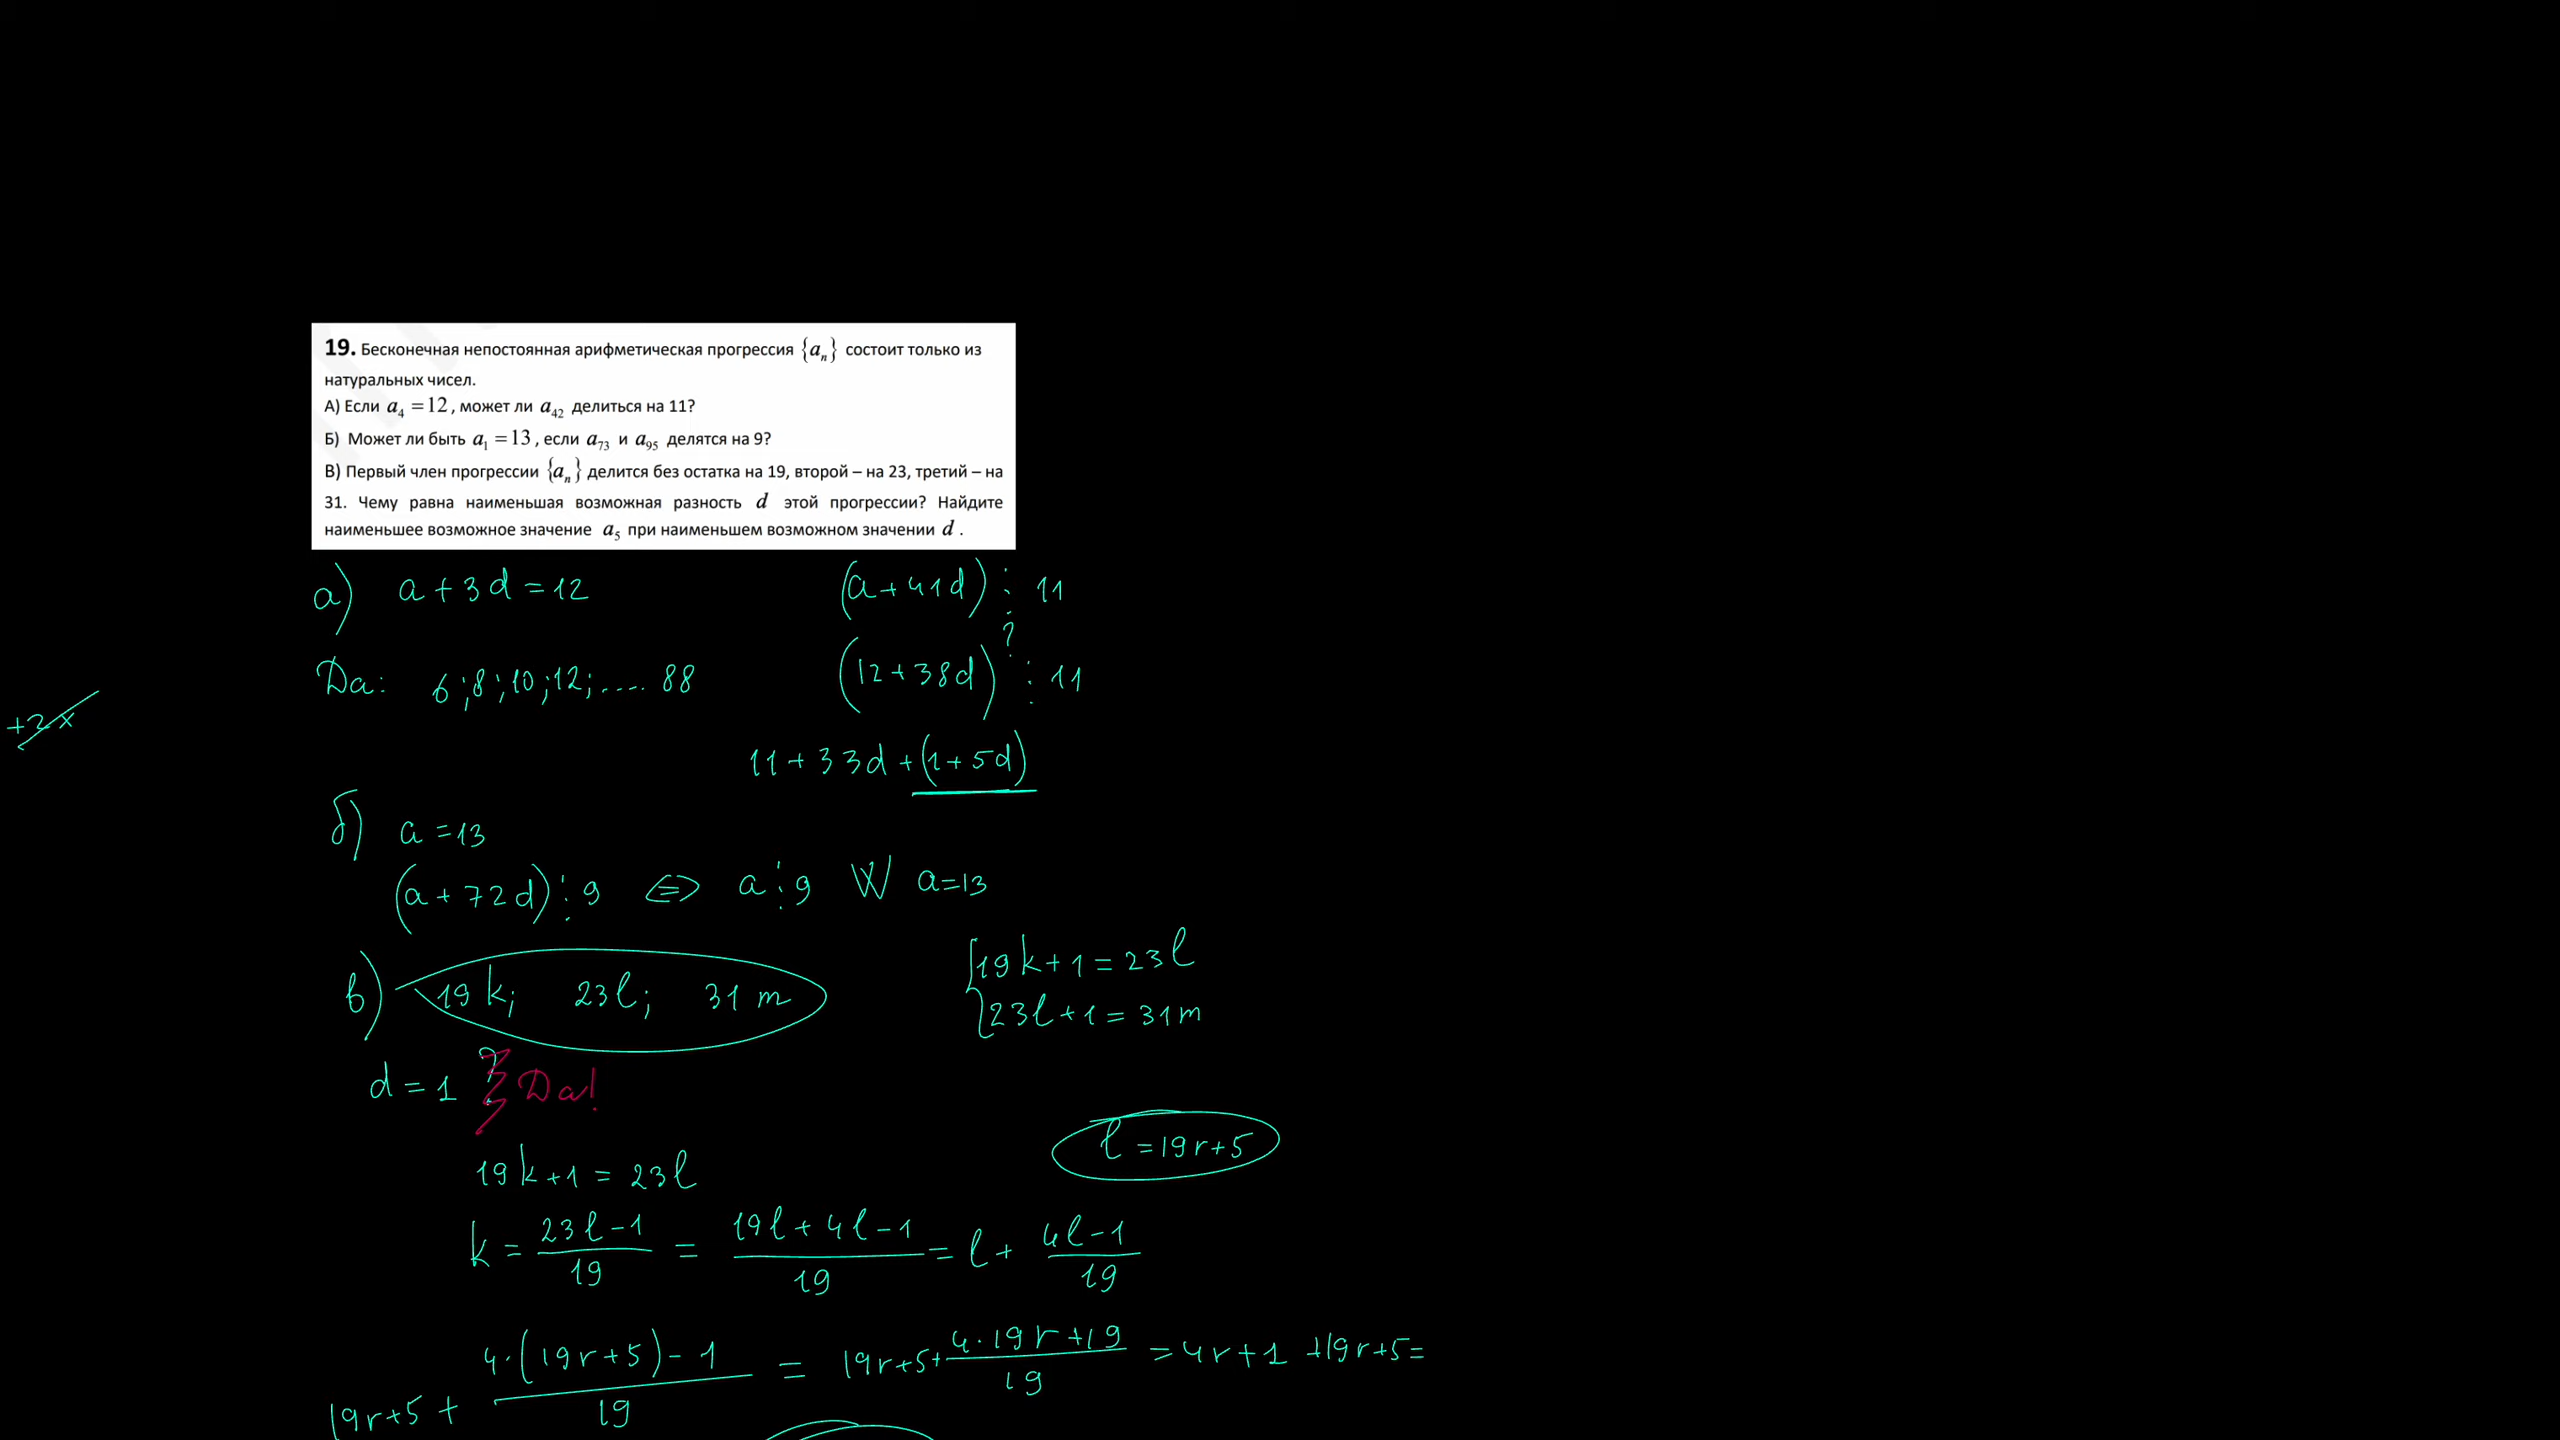 19. Бесконечная непостоянная арифметическая прогрессия {aₙ} состоит только из
натуральных чисел.
А) Если a₄ = 12, может ли a₄₂ делиться на 11?
Б) Может ли быть a₁ = 13, если a₇₃ и a₉₅ делятся на 9?
В) Первый член прогрессии {aₙ} делится без остатка на 19, второй – на 23, третий – на
31. Чему равна наименьшая возможная разность d этой прогрессии? Найдите
наименьшее возможное значение a₅ при наименьшем возможном значении d .
а) a + 3d = 12 (a + 41d) ⋮ 11
?
Да: 6; 8; 10; 12; .... 88 (12 + 38d) ⋮ 11
+2x
11 + 33d + (1 + 5d)
б) a = 13
(a + 72d) ⋮ 9 ⇔ a ⋮ 9 W a = 13
в) 19k; 23l; 31m
19k + 1 = 23l
23l + 1 = 31m
d = 1 ? Да!
l = 19r + 5
19k + 1 = 23l
k = (23l − 1)/19 = (19l + 4l − 1)/19 = l + (4l − 1)/19
19r + 5 + (4·(19r + 5) − 1)/19 = 19r + 5 + (4·19r + 19)/19 = 4r + 1 + 19r + 5 =